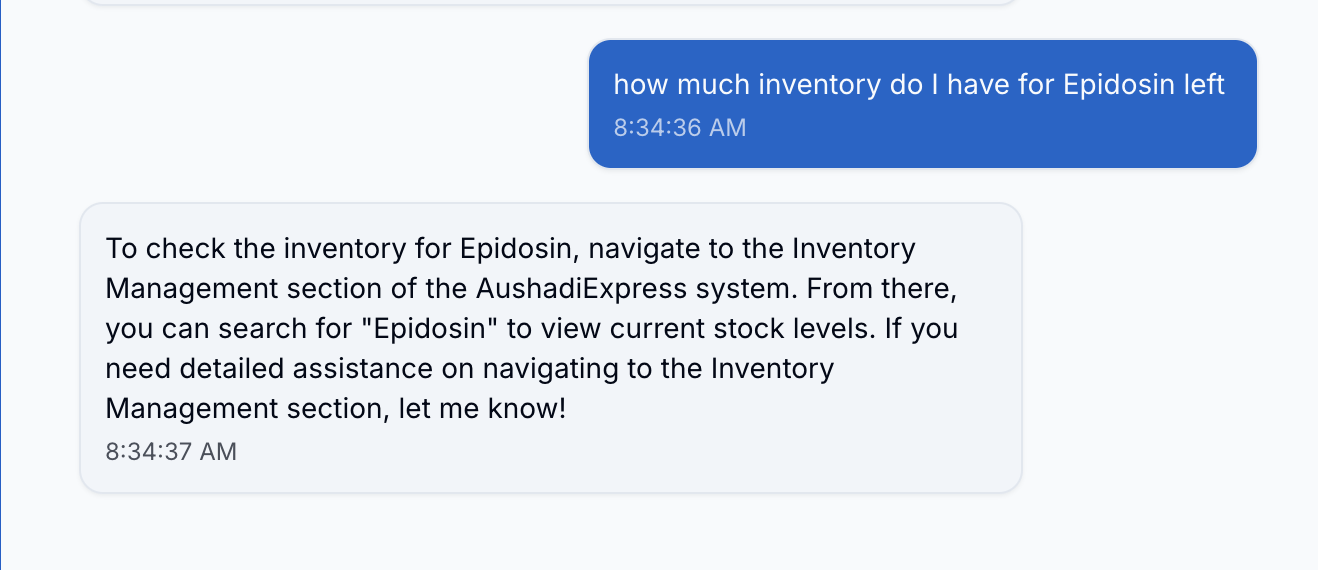 how much inventory do I have for Epidosin left
8:34:36 AM
To check the inventory for Epidosin, navigate to the Inventory
Management section of the AushadiExpress system. From there,
you can search for "Epidosin" to view current stock levels. If you
need detailed assistance on navigating to the Inventory
Management section, let me know!
8:34:37 AM